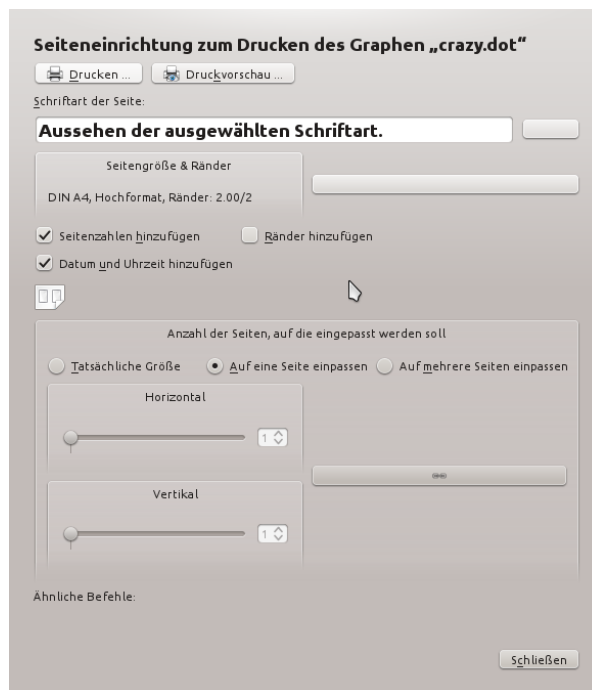 Seiteneinrichtung zum Drucken des Graphen „crazy.dot“
Drucken ...
Druckvorschau ...
Schriftart der Seite:
Aussehen der ausgewählten Schriftart.
Seitengröße & Ränder
DIN A4, Hochformat, Ränder: 2.00/2
Seitenzahlen hinzufügen
Ränder hinzufügen
Datum und Uhrzeit hinzufügen
Anzahl der Seiten, auf die eingepasst werden soll
Tatsächliche Größe
Auf eine Seite einpassen
Auf mehrere Seiten einpassen
Horizontal
1
Vertikal
1
Ähnliche Befehle:
Schließen